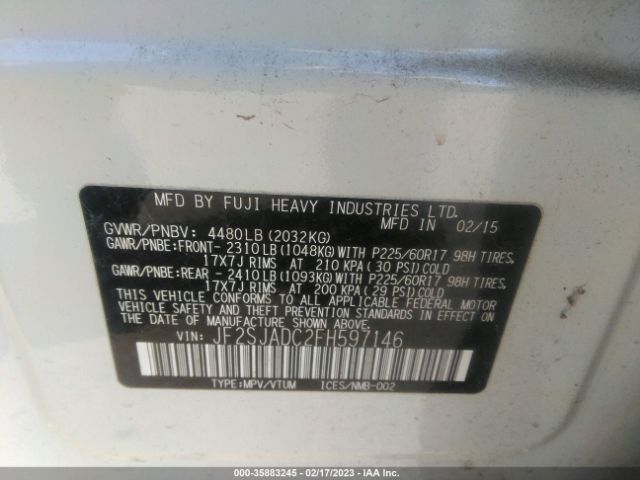 MFD BY FUJI HEAVY INDUSTRIES LTD.
MFD IN 02/15
GVWR/PNBV: 4480LB(2032KG)
GAWR/PNBE:FRONT-2310LB(1048KG)WITH P225/60R17 98H TIRES,
17X7J RIMS AT 210 KPA(30 PSI)COLD
GAWR/PNBE:REAR -2410LB(1093KG)WITH P225/60R17 98H TIRES,
17X7J RIMS AT 200 KPA(29 PSI)COLD
THIS VEHICLE CONFORMS TO ALL APPLICABLE FEDERAL MOTOR
VEHICLE SAFETY AND THEFT PREVENTION STANDARDS IN EFFECT ON
THE DATE OF MANUFACTURE SHOWN ABOVE.
VIN: JF2SJADC2FH597146
TYPE:MPV/VTUM ICES/NMB-002
000-35883245 - 02/17/2023 - IAA Inc.